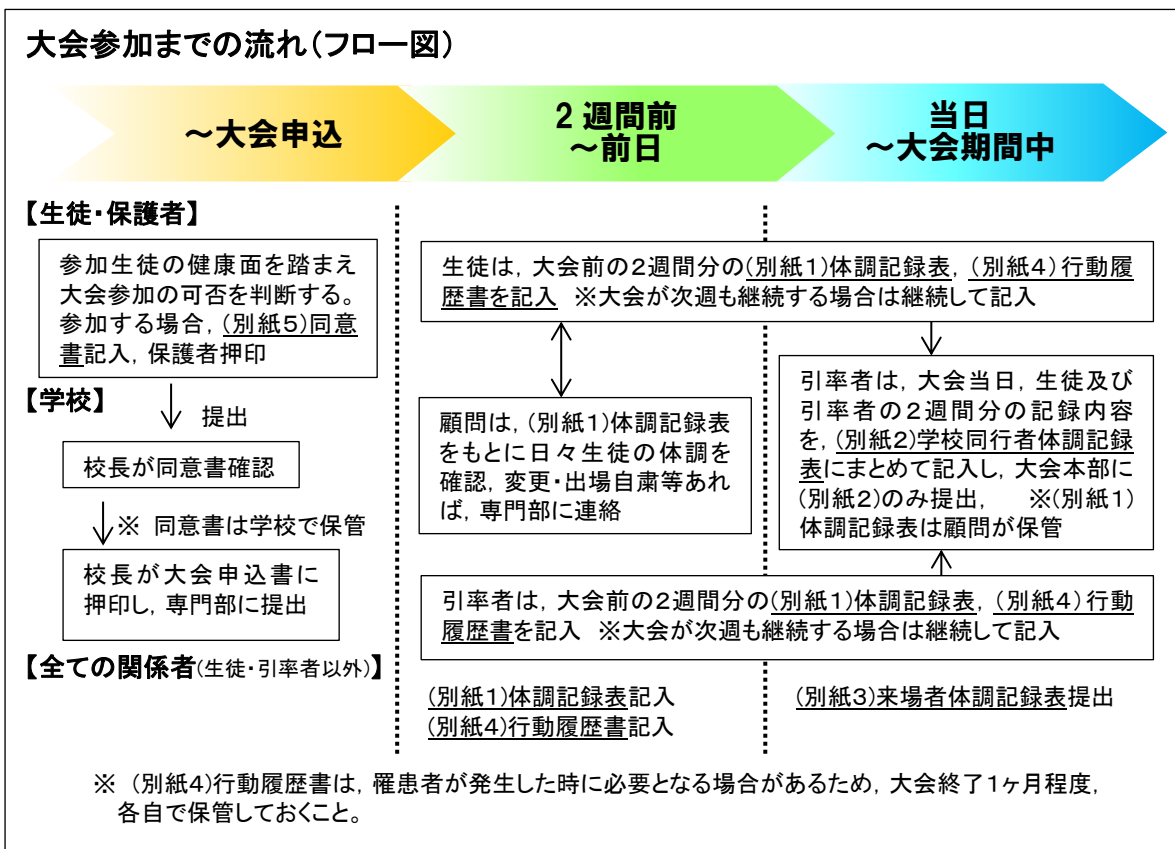 大会参加までの流れ(フロー図)
～大会申込
2週間前
～前日
当日
～大会期間中
【生徒・保護者】
参加生徒の健康面を踏まえ
大会参加の可否を判断する。
参加する場合,(別紙5)同意
書記入,保護者押印
【学校】
提出
校長が同意書確認
※ 同意書は学校で保管
校長が大会申込書に
押印し,専門部に提出
生徒は,大会前の2週間分の(別紙1)体調記録表,(別紙4)行動履
歴書を記入 ※大会が次週も継続する場合は継続して記入
顧問は,(別紙1)体調記録表
をもとに日々生徒の体調を
確認,変更・出場自粛等あれ
ば,専門部に連絡
引率者は,大会当日,生徒及び
引率者の2週間分の記録内容
を,(別紙2)学校同行者体調記録
表にまとめて記入し,大会本部に
(別紙2)のみ提出, ※(別紙1)
体調記録表は顧問が保管
引率者は,大会前の2週間分の(別紙1)体調記録表,(別紙4)行動
履歴書を記入 ※大会が次週も継続する場合は継続して記入
【全ての関係者(生徒・引率者以外)】
(別紙1)体調記録表記入
(別紙4)行動履歴書記入
(別紙3)来場者体調記録表提出
※ (別紙4)行動履歴書は,罹患者が発生した時に必要となる場合があるため,大会終了1ヶ月程度,
各自で保管しておくこと。